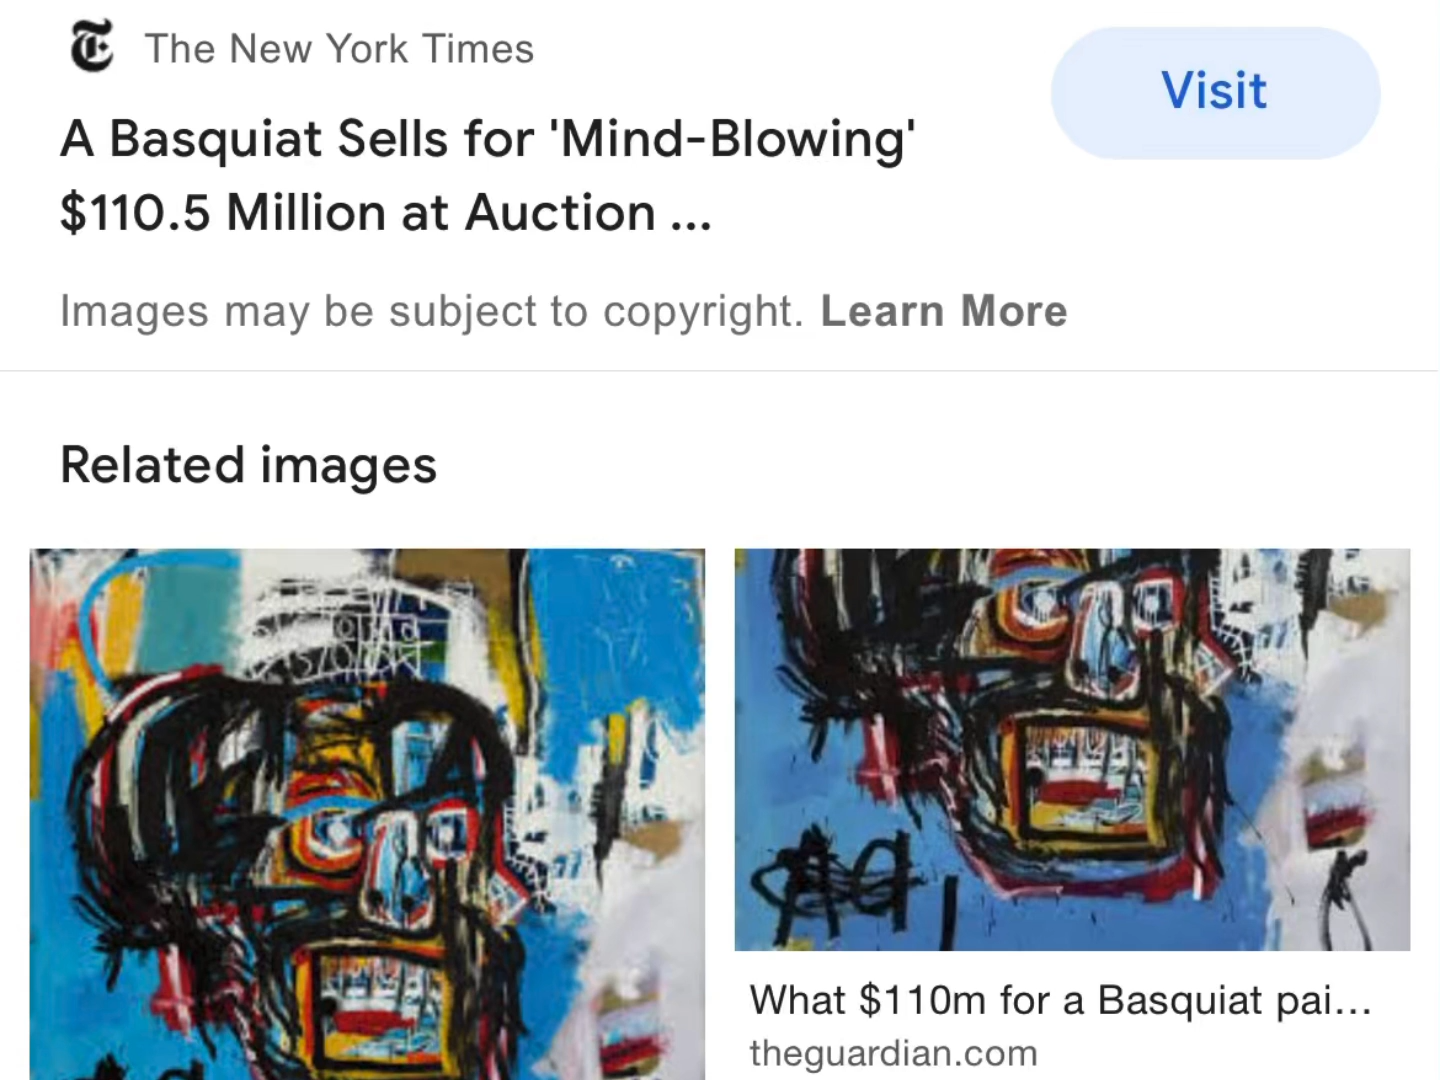 The New York Times
Visit
A Basquiat Sells for 'Mind-Blowing'
$110.5 Million at Auction ...
Images may be subject to copyright. Learn More
Related images
What $110m for a Basquiat pai...
theguardian.com